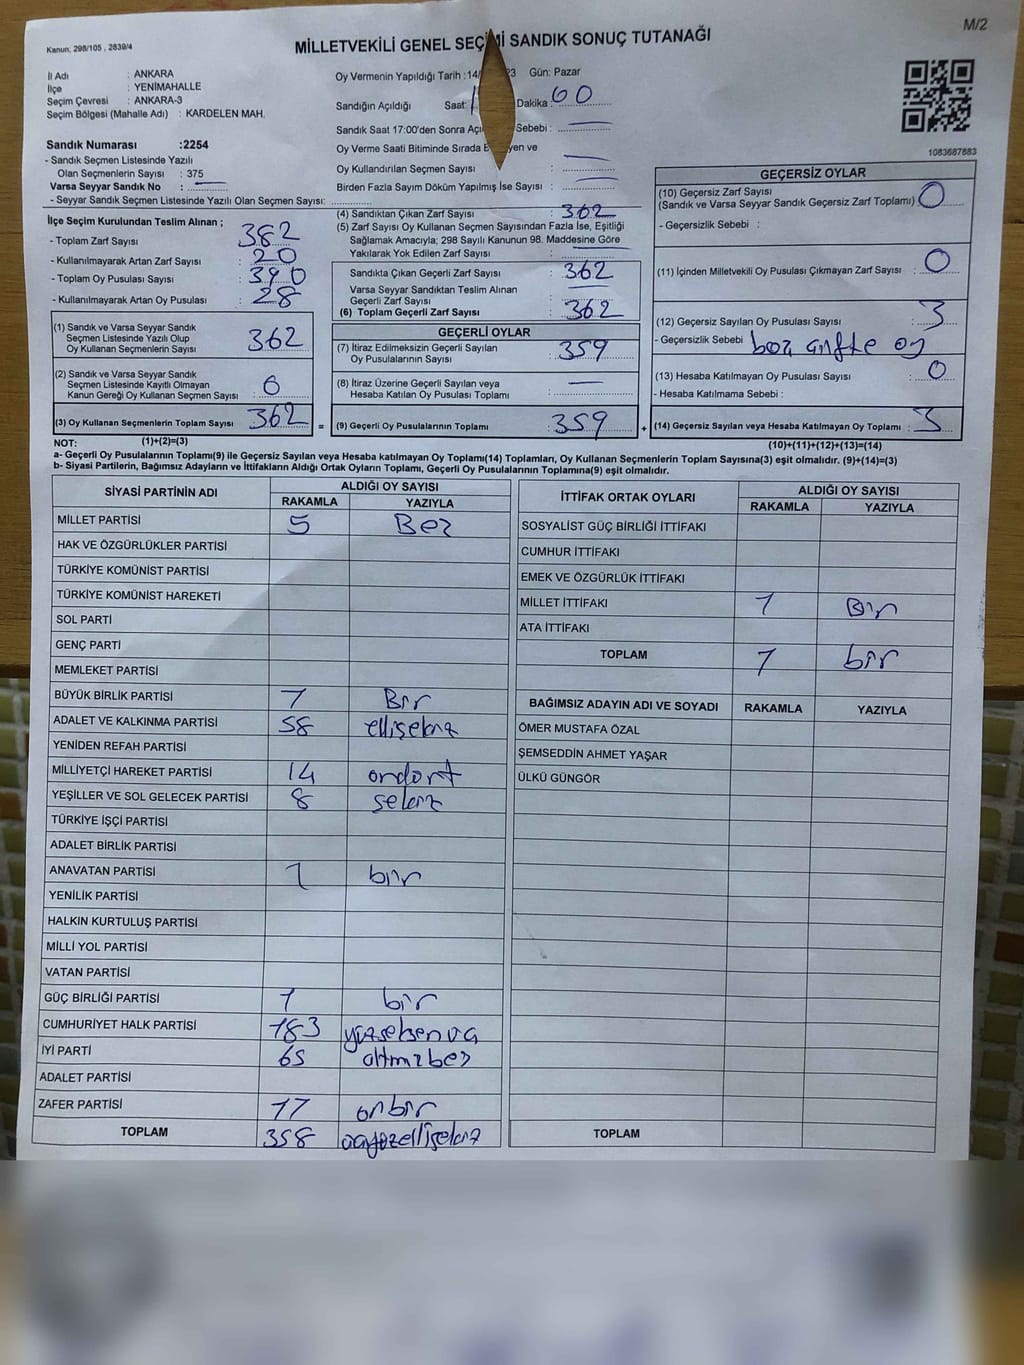 M/2
Kanun, 298/105 , 2839/4
MİLLETVEKİLİ GENEL SEÇİMİ SANDIK SONUÇ TUTANAĞI
İl Adı : ANKARA
İlçe : YENİMAHALLE
Seçim Çevresi : ANKARA-3
Seçim Bölgesi (Mahalle Adı) : KARDELEN MAH.
Oy Vermenin Yapıldığı Tarih :14/ 23 Gün: Pazar
Sandığın Açıldığı Saat: Dakika: 60
Sandık Saat 17:00'den Sonra Açı Sebebi :
Oy Verme Saati Bitiminde Sırada B yen ve
Oy Kullandırılan Seçmen Sayısı :
Birden Fazla Sayım Döküm Yapılmış İse Sayısı :
1083687883
Sandık Numarası :2254
- Sandık Seçmen Listesinde Yazılı
Olan Seçmenlerin Sayısı : 375
Varsa Seyyar Sandık No :
- Seyyar Sandık Seçmen Listesinde Yazılı Olan Seçmen Sayısı:
İlçe Seçim Kurulundan Teslim Alınan ;
- Toplam Zarf Sayısı : 382
- Kullanılmayarak Artan Zarf Sayısı : 20
- Toplam Oy Pusulası Sayısı : 390
- Kullanılmayarak Artan Oy Pusulası : 28
(1) Sandık ve Varsa Seyyar Sandık
Seçmen Listesinde Yazılı Olup
Oy Kullanan Seçmenlerin Sayısı : 362
(2) Sandık ve Varsa Seyyar Sandık
Seçmen Listesinde Kayıtlı Olmayan
Kanun Gereği Oy Kullanan Seçmen Sayısı : 0
(3) Oy Kullanan Seçmenlerin Toplam Sayısı : 362
(4) Sandıktan Çıkan Zarf Sayısı : 362
(5) Zarf Sayısı Oy Kullanan Seçmen Sayısından Fazla İse, Eşitliği
Sağlamak Amacıyla; 298 Sayılı Kanunun 98. Maddesine Göre
Yakılarak Yok Edilen Zarf Sayısı :
Sandıkta Çıkan Geçerli Zarf Sayısı : 362
Varsa Seyyar Sandıktan Teslim Alınan
Geçerli Zarf Sayısı :
(6) Toplam Geçerli Zarf Sayısı : 362
GEÇERLİ OYLAR
(7) İtiraz Edilmeksizin Geçerli Sayılan
Oy Pusulalarının Sayısı : 359
(8) İtiraz Üzerine Geçerli Sayılan veya
Hesaba Katılan Oy Pusulası Toplamı :
= (9) Geçerli Oy Pusulalarının Toplamı : 359
GEÇERSİZ OYLAR
(10) Geçersiz Zarf Sayısı
(Sandık ve Varsa Seyyar Sandık Geçersiz Zarf Toplamı) : 0
- Geçersizlik Sebebi :
(11) İçinden Milletvekili Oy Pusulası Çıkmayan Zarf Sayısı : 0
(12) Geçersiz Sayılan Oy Pusulası Sayısı : 3
- Geçersizlik Sebebi oy
(13) Hesaba Katılmayan Oy Pusulası Sayısı : 0
- Hesaba Katılmama Sebebi :
+ (14) Geçersiz Sayılan veya Hesaba Katılmayan Oy Toplamı : 3
NOT: (1)+(2)=(3) (10)+(11)+(12)+(13)=(14)
a- Geçerli Oy Pusulalarının Toplamı(9) ile Geçersiz Sayılan veya Hesaba katılmayan Oy Toplamı(14) Toplamları, Oy Kullanan Seçmenlerin Toplam Sayısına(3) eşit olmalıdır. (9)+(14)=(3)
b- Siyasi Partilerin, Bağımsız Adayların ve İttifakların Aldığı Ortak Oyların Toplamı, Geçerli Oy Pusulalarının Toplamına(9) eşit olmalıdır.
SİYASİ PARTİNİN ADI ALDIĞI OY SAYISI
RAKAMLA YAZIYLA
MİLLET PARTİSİ 5 Beş
HAK VE ÖZGÜRLÜKLER PARTİSİ
TÜRKİYE KOMÜNİST PARTİSİ
TÜRKİYE KOMÜNİST HAREKETİ
SOL PARTİ
GENÇ PARTİ
MEMLEKET PARTİSİ
BÜYÜK BİRLİK PARTİSİ 1 Bir
ADALET VE KALKINMA PARTİSİ 58 ellisekiz
YENİDEN REFAH PARTİSİ
MİLLİYETÇİ HAREKET PARTİSİ 14 ondort
YEŞİLLER VE SOL GELECEK PARTİSİ 8 sekiz
TÜRKİYE İŞÇİ PARTİSİ
ADALET BİRLİK PARTİSİ
ANAVATAN PARTİSİ 1 bir
YENİLİK PARTİSİ
HALKIN KURTULUŞ PARTİSİ
MİLLİ YOL PARTİSİ
VATAN PARTİSİ
GÜÇ BİRLİĞİ PARTİSİ 1 bir
CUMHURİYET HALK PARTİSİ 183
İYİ PARTİ 65 altmışbeş
ADALET PARTİSİ
ZAFER PARTİSİ 11 onbir
TOPLAM 358 üçyüzellisekiz
İTTİFAK ORTAK OYLARI ALDIĞI OY SAYISI
RAKAMLA YAZIYLA
SOSYALİST GÜÇ BİRLİĞİ İTTİFAKI
CUMHUR İTTİFAKI
EMEK VE ÖZGÜRLÜK İTTİFAKI
MİLLET İTTİFAKI 1 Bir
ATA İTTİFAKI
TOPLAM 1 bir
BAĞIMSIZ ADAYIN ADI VE SOYADI RAKAMLA YAZIYLA
ÖMER MUSTAFA ÖZAL
ŞEMSEDDİN AHMET YAŞAR
ÜLKÜ GÜNGÖR
TOPLAM